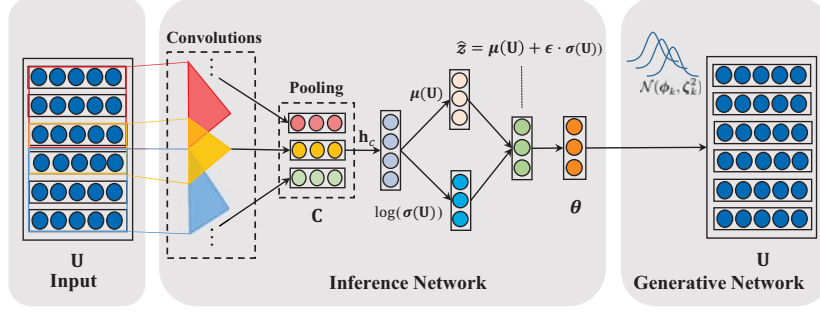 Convolutions
Pooling
ẑ = μ(U) + ϵ · σ(U))
μ(U)
h_c
log(σ(U))
C
θ
N(ϕ_k, ζ_k^2)
U
Input
Inference Network
U
Generative Network